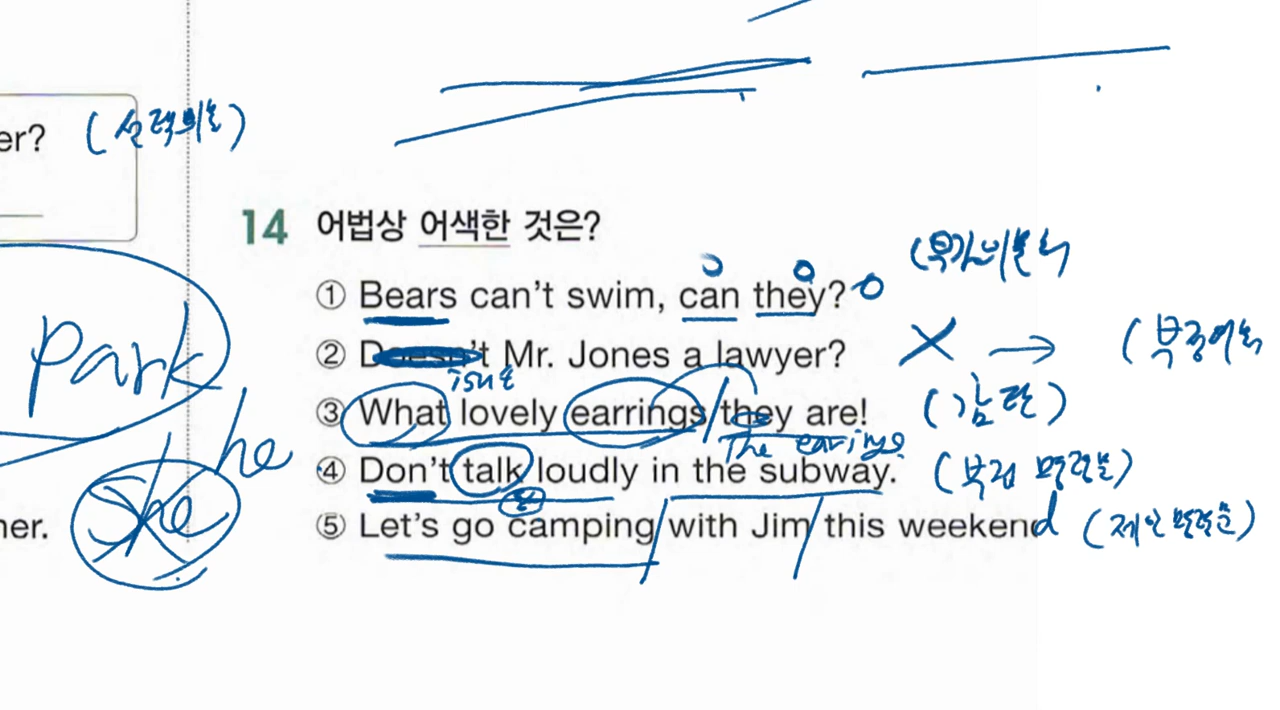 er? (선택의문)
14 어법상 어색한 것은?
(부가의문문
① Bears can't swim, can they? O
② Doesn't Mr. Jones a lawyer? X → (부정의문
isn't
③ What lovely earrings / they are! (감탄)
The earings
④ Don't talk loudly in the subway. (부정 명령문)
⑤ Let's go camping with Jim this weekend (제안명령문)
Park
he
she
ner.